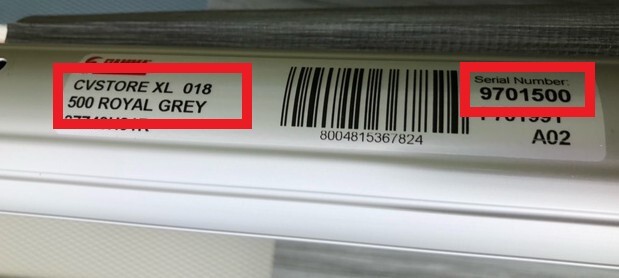 CVSTORE XL 018
500 ROYAL GREY
8004815367824
Serial Number:
9701500
A02